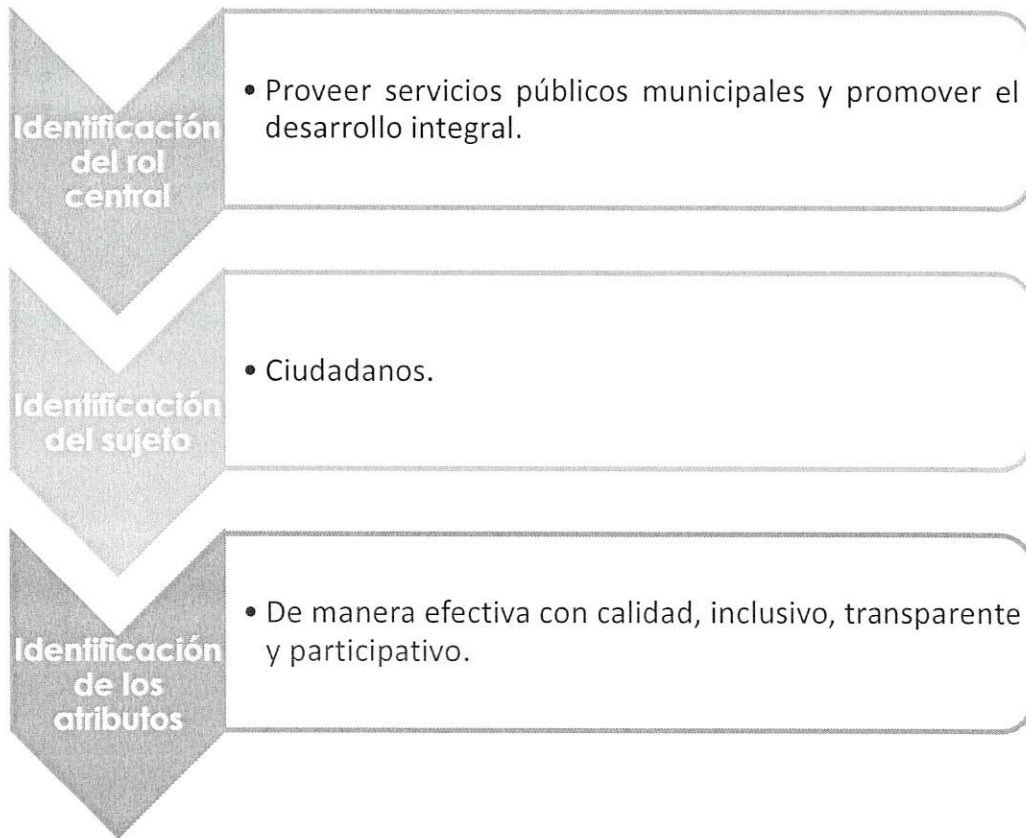 Identificación
del rol
central
• Proveer servicios públicos municipales y promover el
desarrollo integral.
Identificación
del sujeto
• Ciudadanos.
Identificación
de los
atributos
• De manera efectiva con calidad, inclusivo, transparente
y participativo.